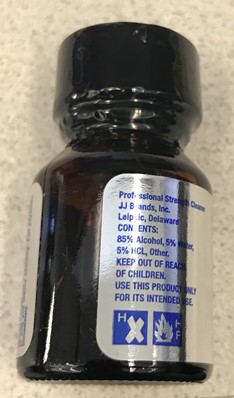 Professional Strength Cleaner
JJ Brands, Inc.
Leipsic, Delaware
CONTENTS:
85% Alcohol, 5% Water,
5% HCL, Other.
KEEP OUT OF REACH
OF CHILDREN.
USE THIS PRODUCT ONLY
FOR ITS INTENDED USE.
H X H
F